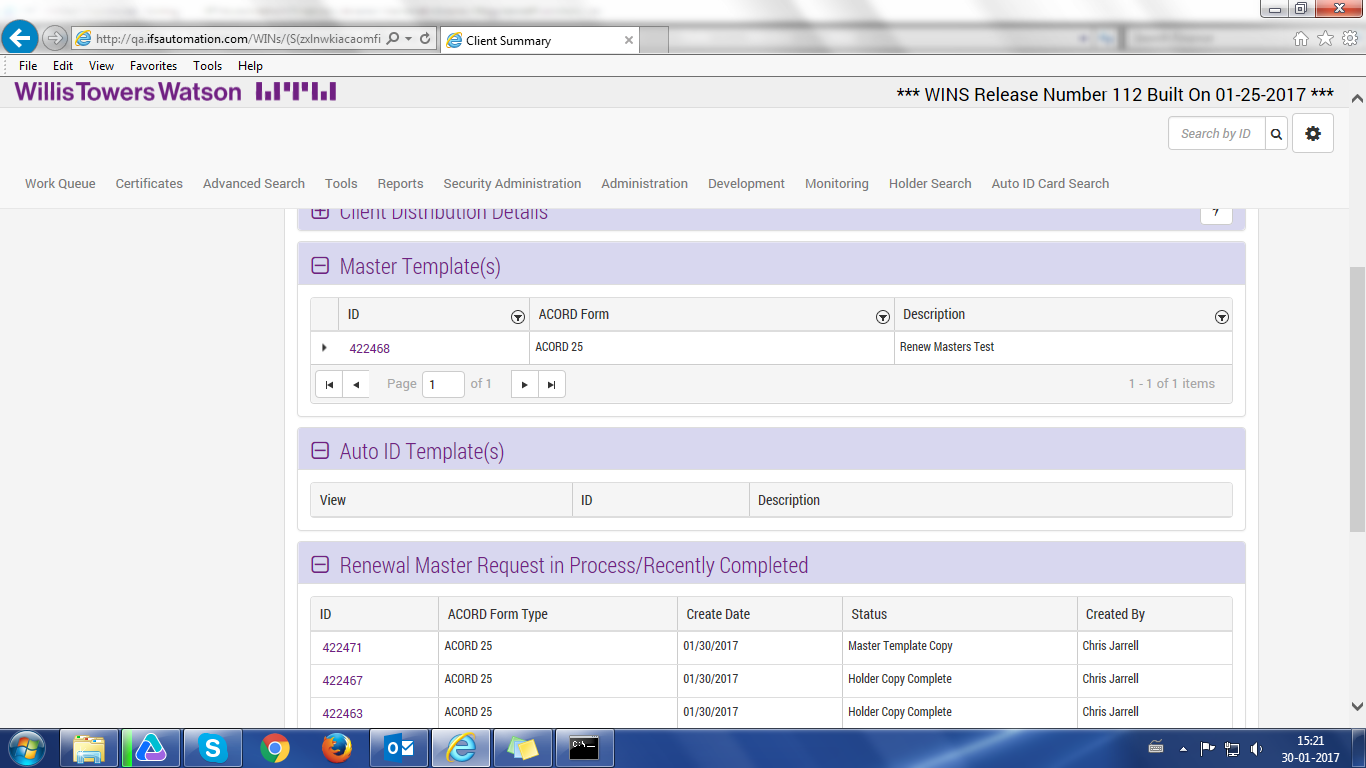 http://qa.ifsautomation.com/WINs/(S(zxlnwkiacaomfi
Client Summary
File Edit View Favorites Tools Help
WillisTowersWatson
*** WINS Release Number 112 Built On 01-25-2017 ***
Search by ID
Work Queue Certificates Advanced Search Tools Reports Security Administration Administration Development Monitoring Holder Search Auto ID Card Search
Client Distribution Details 7
Master Template(s)
ID ACORD Form Description
422468 ACORD 25 Renew Masters Test
Page 1 of 1 1 - 1 of 1 items
Auto ID Template(s)
View ID Description
Renewal Master Request in Process/Recently Completed
ID ACORD Form Type Create Date Status Created By
422471 ACORD 25 01/30/2017 Master Template Copy Chris Jarrell
422467 ACORD 25 01/30/2017 Holder Copy Complete Chris Jarrell
422463 ACORD 25 01/30/2017 Holder Copy Complete Chris Jarrell
15:21
30-01-2017